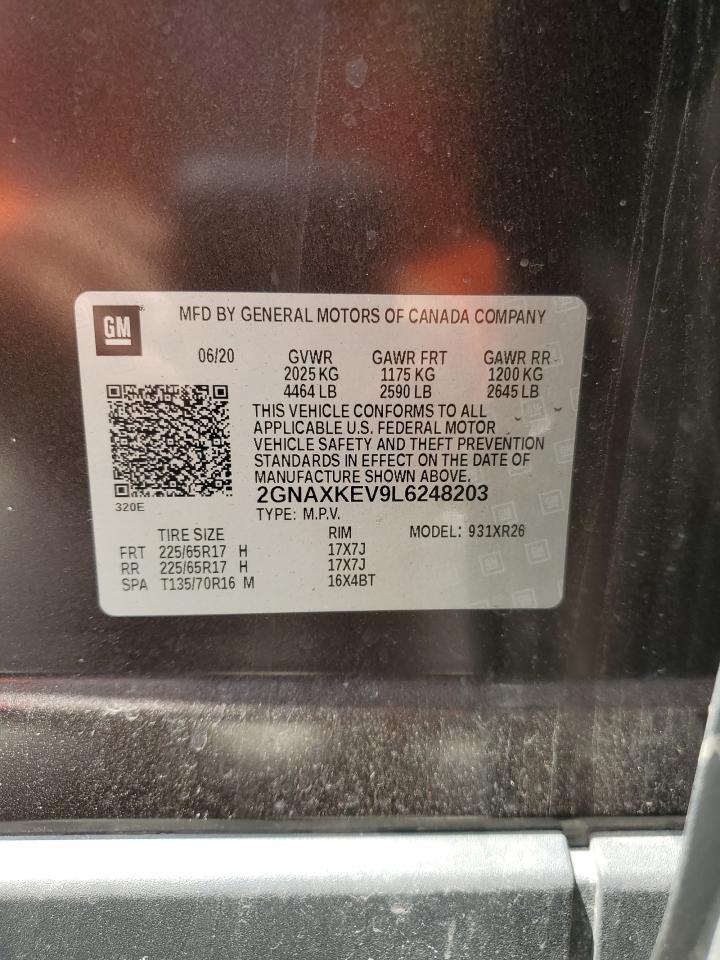 GM
MFD BY GENERAL MOTORS OF CANADA COMPANY
06/20 GVWR GAWR FRT GAWR RR
2025 KG 1175 KG 1200 KG
4464 LB 2590 LB 2645 LB
THIS VEHICLE CONFORMS TO ALL
APPLICABLE U.S. FEDERAL MOTOR
VEHICLE SAFETY AND THEFT PREVENTION
STANDARDS IN EFFECT ON THE DATE OF
MANUFACTURE SHOWN ABOVE.
2GNAXKEV9L6248203
320E
TYPE: M.P.V.
TIRE SIZE RIM MODEL: 931XR26
FRT 225/65R17 H 17X7J
RR 225/65R17 H 17X7J
SPA T135/70R16 M 16X4BT